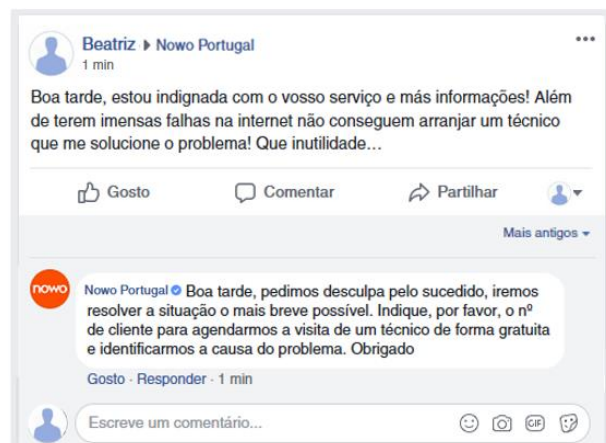 Beatriz Nowo Portugal
1 min
Boa tarde, estou indignada com o vosso serviço e más informações! Além
de terem imensas falhas na internet não conseguem arranjar um técnico
que me solucione o problema! Que inutilidade...
Gosto Comentar Partilhar
Mais antigos
nowo
Nowo Portugal Boa tarde, pedimos desculpa pelo sucedido, iremos
resolver a situação o mais breve possível. Indique, por favor, o nº
de cliente para agendarmos a visita de um técnico de forma gratuita
e identificarmos a causa do problema. Obrigado
Gosto · Responder · 1 min
Escreve um comentário... GIF